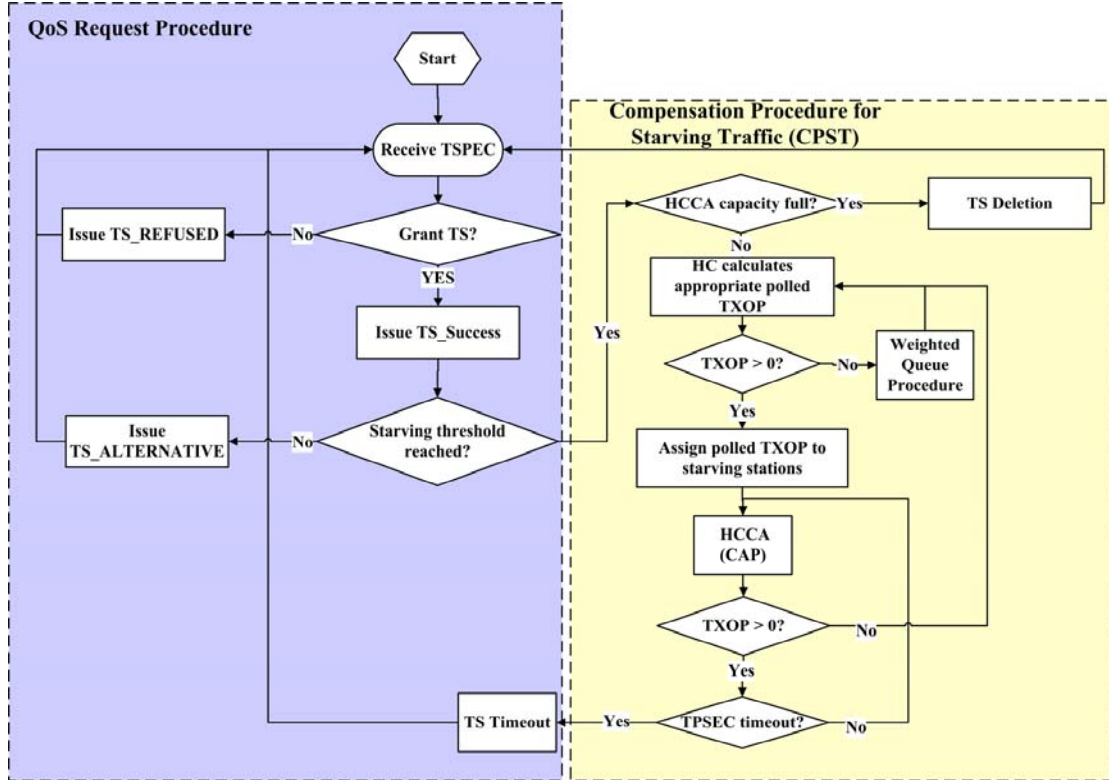 QoS Request Procedure
Start
Receive TSPEC
Issue TS_REFUSED
No
Grant TS?
YES
Issue TS_Success
Issue
TS_ALTERNATIVE
No
Starving threshold
reached?
Yes
TS Timeout
Compensation Procedure for
Starving Traffic (CPST)
HCCA capacity full?
Yes
TS Deletion
No
HC calculates
appropriate polled
TXOP
TXOP > 0?
No
Weighted
Queue
Procedure
Yes
Assign polled TXOP to
starving stations
HCCA
(CAP)
TXOP > 0?
No
Yes
TPSEC timeout?
No
Yes